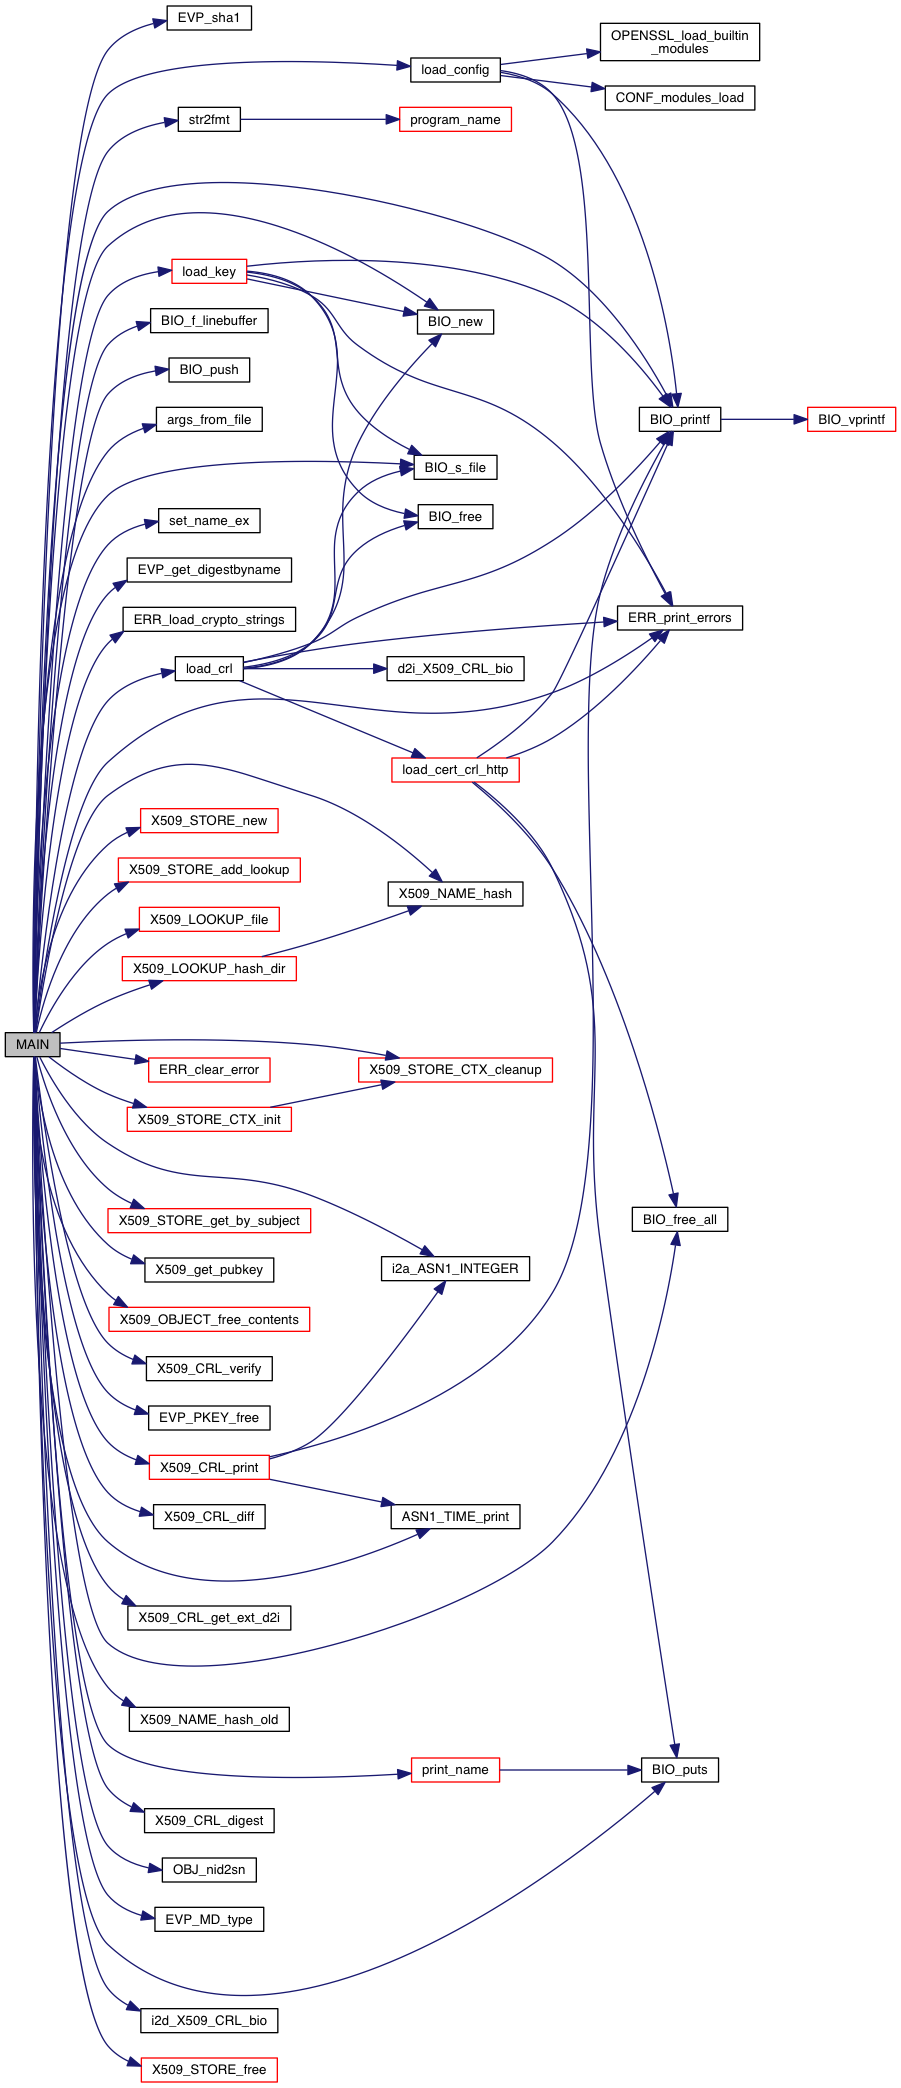 EVP_sha1
OPENSSL_load_builtin
_modules
load_config
CONF_modules_load
str2fmt
program_name
load_key
BIO_f_linebuffer
BIO_new
BIO_push
args_from_file
BIO_printf
BIO_vprintf
BIO_s_file
set_name_ex
BIO_free
EVP_get_digestbyname
ERR_load_crypto_strings
ERR_print_errors
load_crl
d2i_X509_CRL_bio
load_cert_crl_http
X509_STORE_new
X509_STORE_add_lookup
X509_NAME_hash
X509_LOOKUP_file
X509_LOOKUP_hash_dir
MAIN
ERR_clear_error
X509_STORE_CTX_cleanup
X509_STORE_CTX_init
X509_STORE_get_by_subject
BIO_free_all
X509_get_pubkey
i2a_ASN1_INTEGER
X509_OBJECT_free_contents
X509_CRL_verify
EVP_PKEY_free
X509_CRL_print
X509_CRL_diff
ASN1_TIME_print
X509_CRL_get_ext_d2i
X509_NAME_hash_old
print_name
BIO_puts
X509_CRL_digest
OBJ_nid2sn
EVP_MD_type
i2d_X509_CRL_bio
X509_STORE_free